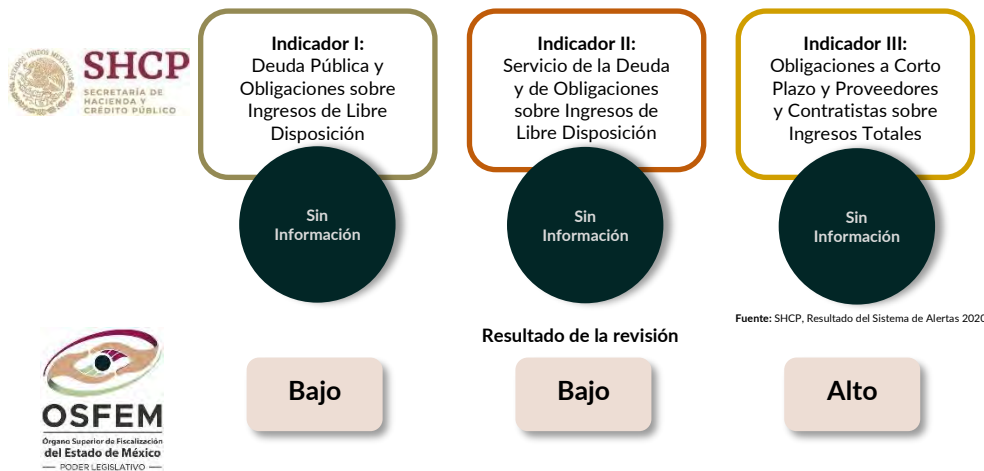 ESTADOS UNIDOS MEXICANOS
SHCP
SECRETARÍA DE
HACIENDA Y
CRÉDITO PÚBLICO
Indicador I:
Deuda Pública y
Obligaciones sobre
Ingresos de Libre
Disposición
Sin
Información
Indicador II:
Servicio de la Deuda
y de Obligaciones
sobre Ingresos de
Libre Disposición
Sin
Información
Indicador III:
Obligaciones a Corto
Plazo y Proveedores
y Contratistas sobre
Ingresos Totales
Sin
Información
Fuente: SHCP, Resultado del Sistema de Alertas 2020
Resultado de la revisión
OSFEM
Órgano Superior de Fiscalización
del Estado de México
— PODER LEGISLATIVO —
Bajo
Bajo
Alto